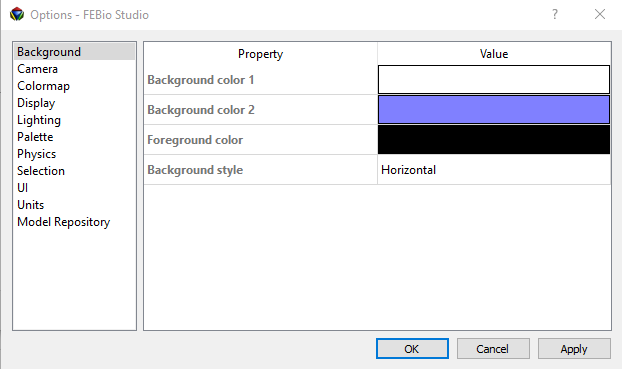 Options - FEBio Studio
Background
Camera
Colormap
Display
Lighting
Palette
Physics
Selection
UI
Units
Model Repository
Property Value
Background color 1
Background color 2
Foreground color
Background style Horizontal
OK Cancel Apply